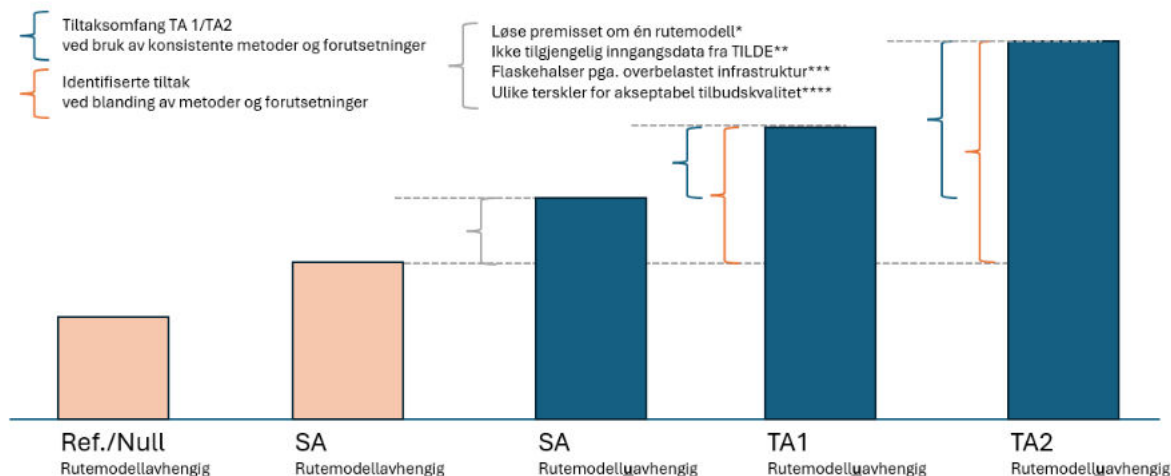 Tiltaksomfang TA 1/TA2
ved bruk av konsistente metoder og forutsetninger
Identifiserte tiltak
ved blanding av metoder og forutsetninger
Løse premisset om én rutemodell*
Ikke tilgjengelig inngangsdata fra TILDE**
Flaskehalser pga. overbelastet infrastruktur***
Ulike terskler for akseptabel tilbudskvalitet****
Ref./Null
Rutemodellavhengig
SA
Rutemodellavhengig
SA
Rutemodelluavhengig
TA1
Rutemodelluavhengig
TA2
Rutemodelluavhengig